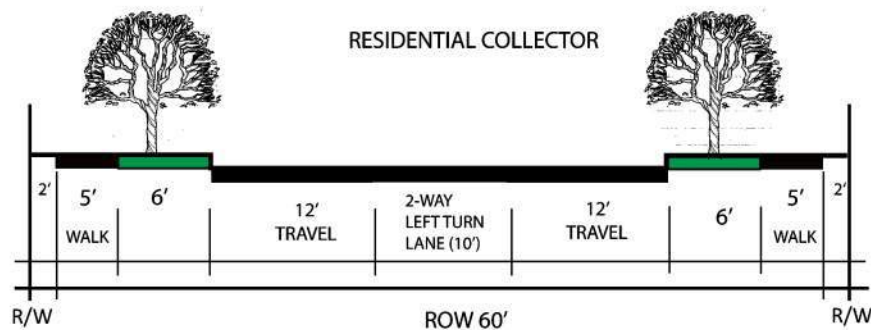 RESIDENTIAL COLLECTOR
2'
5'
6'
12'
TRAVEL
2-WAY
LEFT TURN
LANE (10')
12'
TRAVEL
6'
5'
2'
WALK
WALK
R/W
ROW 60'
R/W